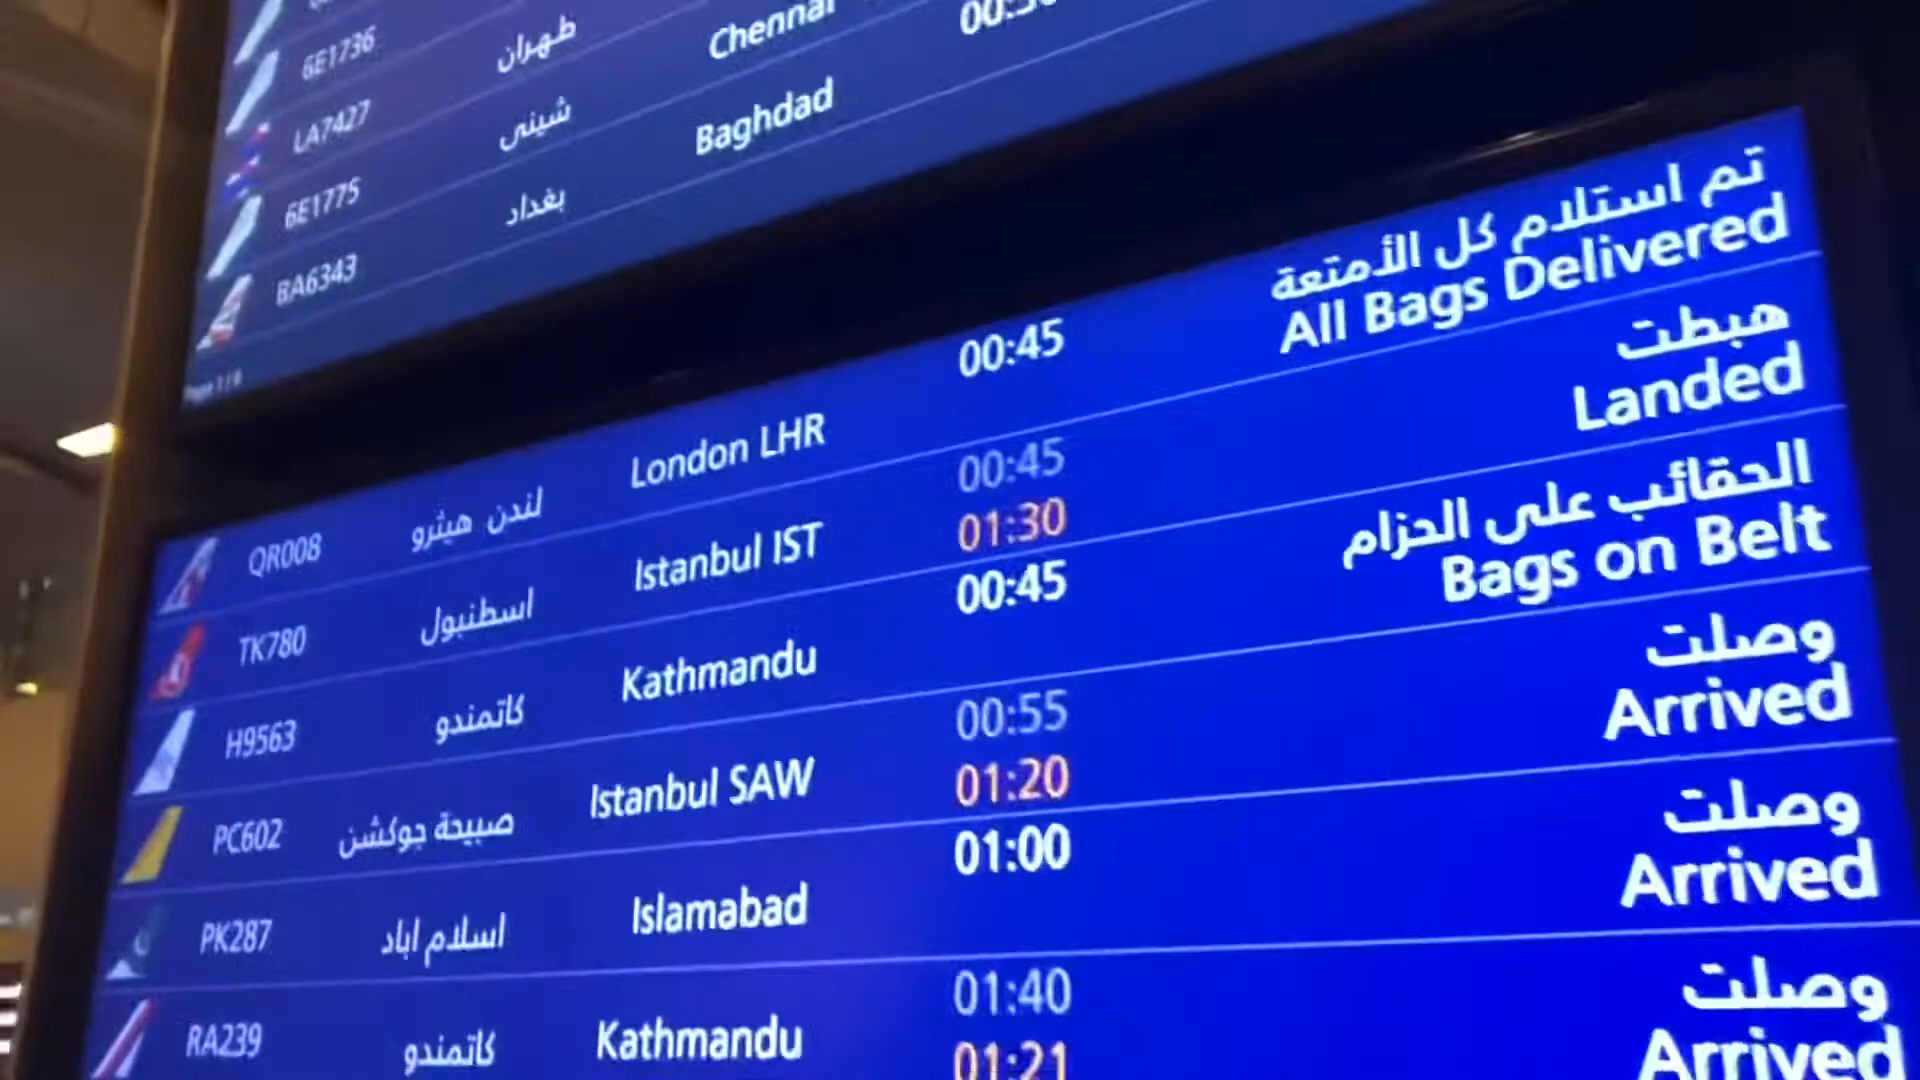 6E1736 طهران Chennai
LA7427
6E1775 شيني Baghdad
BA6343 بغداد
QR008 لندن هيثرو London LHR 00:45 تم استلام كل الأمتعة
All Bags Delivered
TK780 اسطنبول Istanbul IST 00:45 هبطت
01:30 Landed
H9563 كاتمندو Kathmandu 00:45 الحقائب على الحزام
Bags on Belt
PC602 صبيحة جوكشن Istanbul SAW 00:55 وصلت
01:20 Arrived
PK287 اسلام اباد Islamabad 01:00 وصلت
Arrived
RA239 كاتمندو Kathmandu 01:40 وصلت
01:21 Arrived